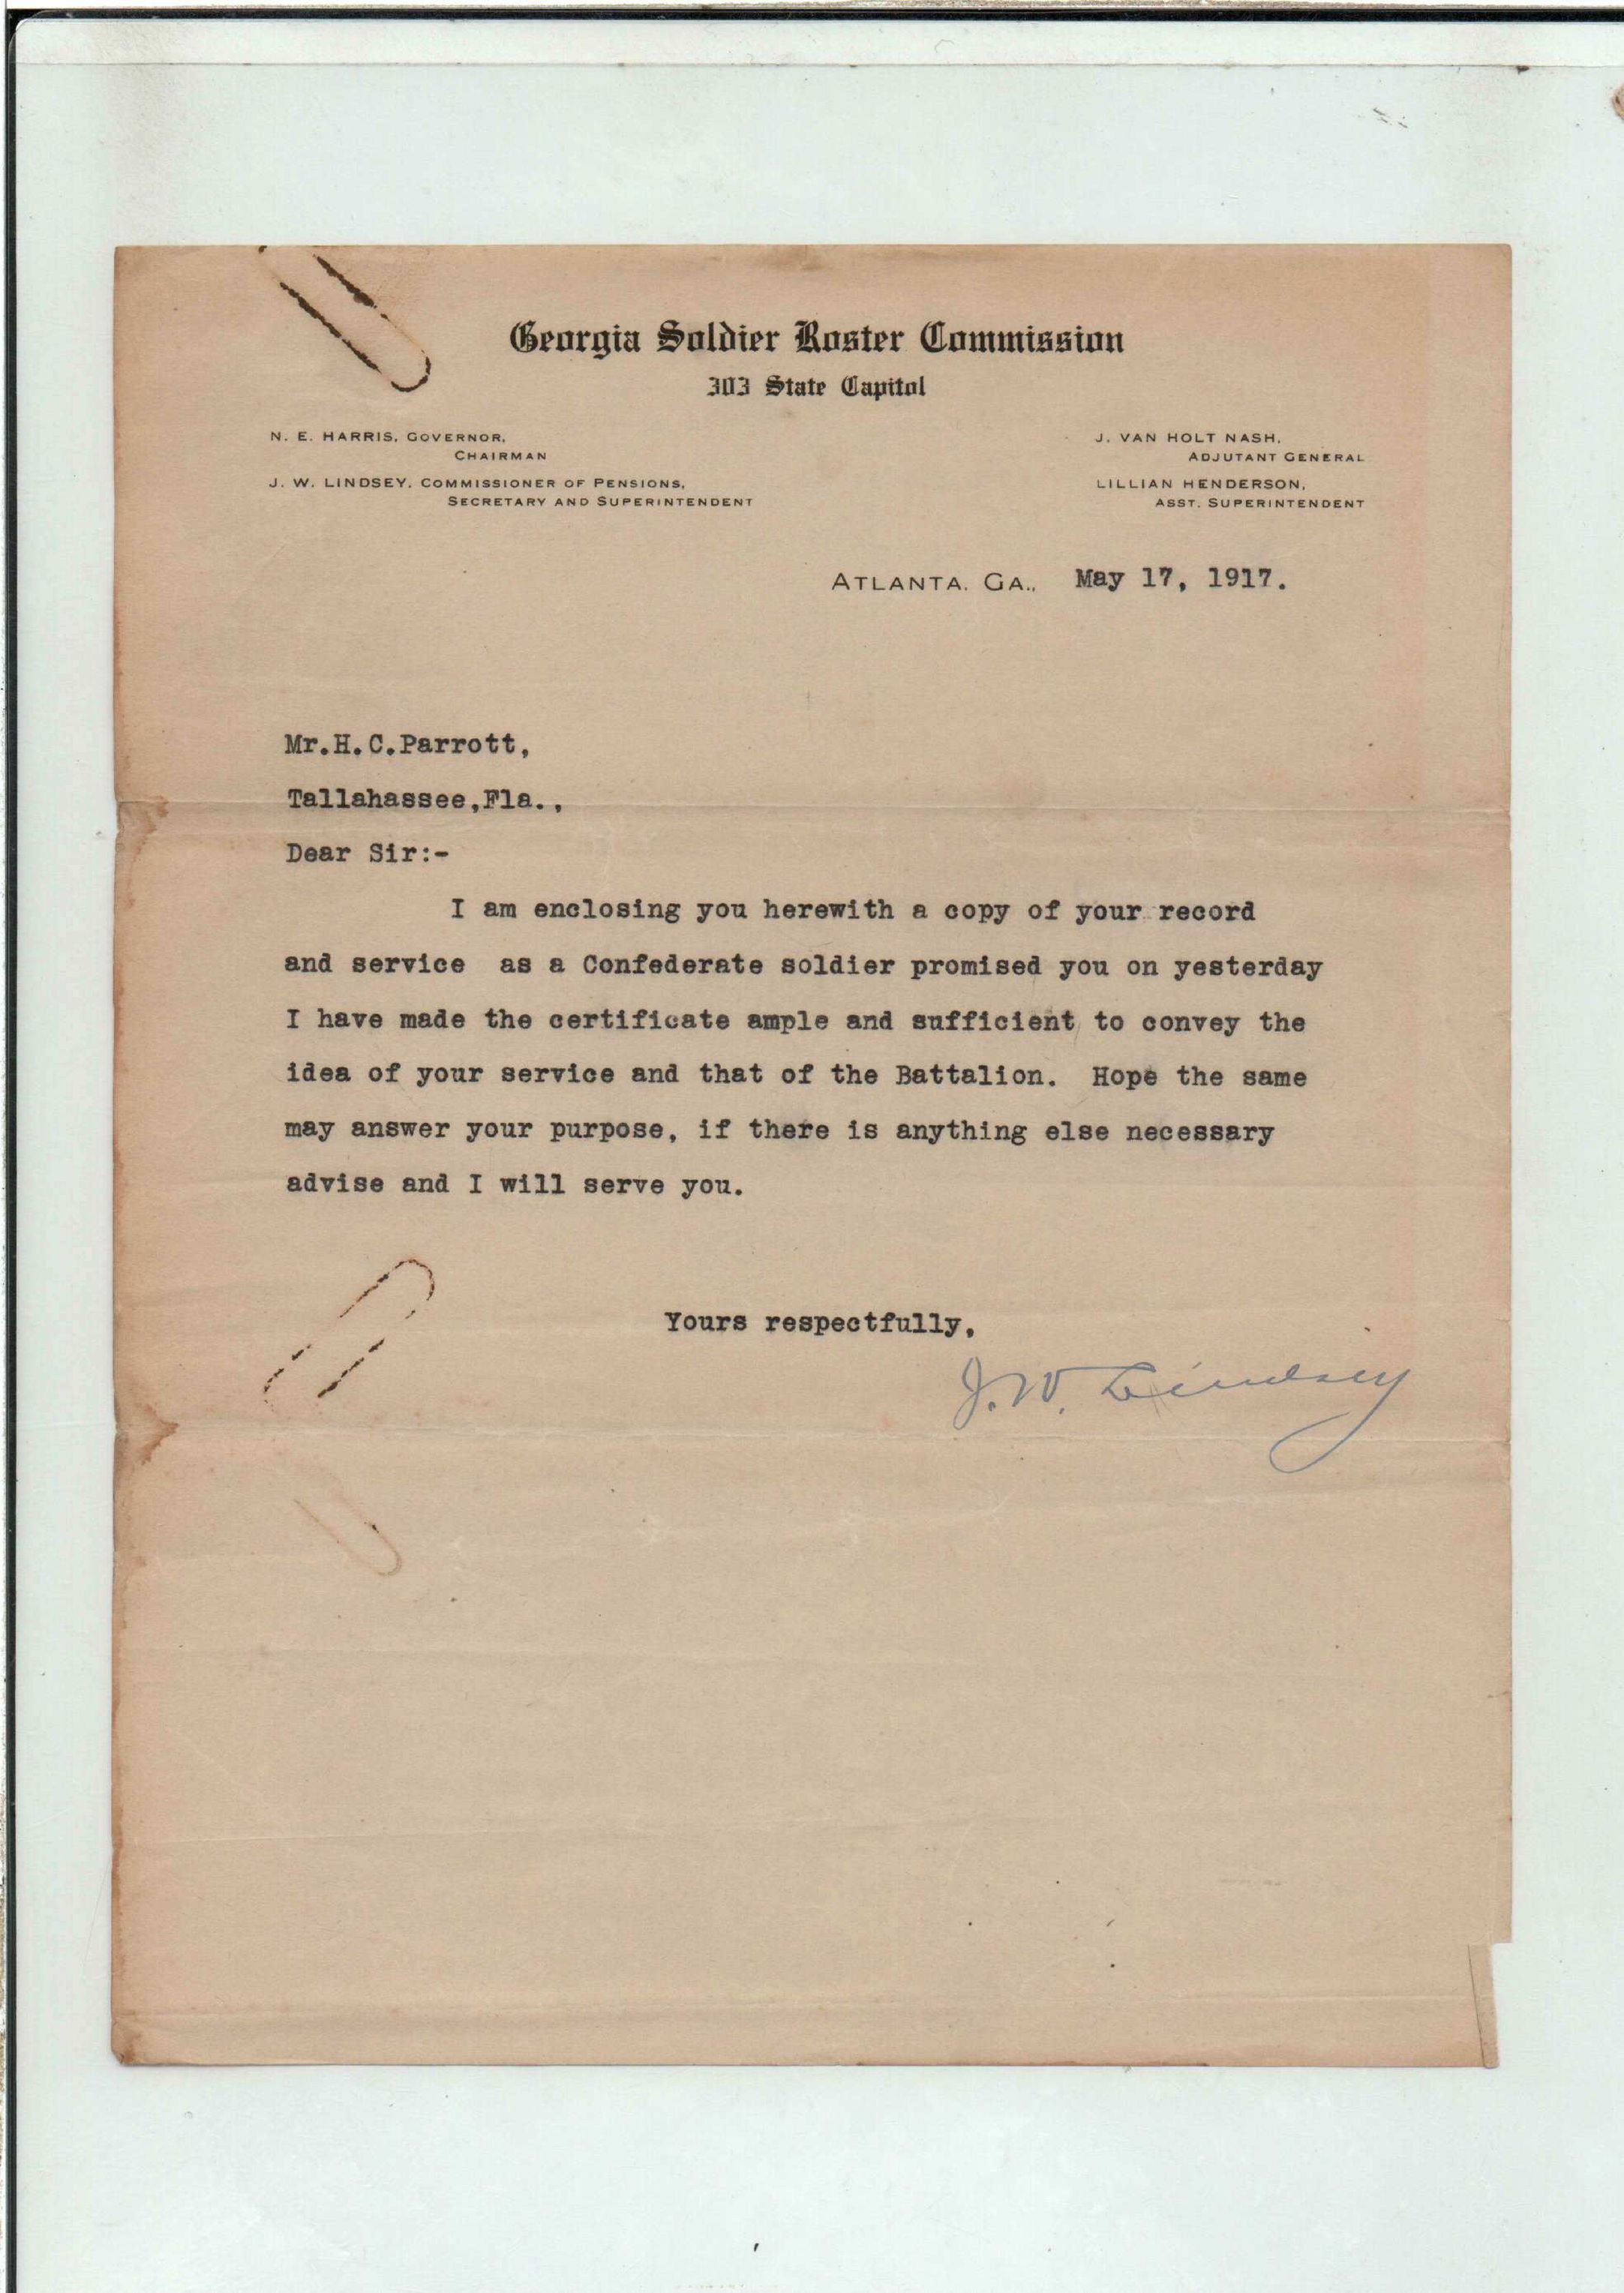 Georgia Soldier Roster Commission
303 State Capitol
N. E. HARRIS, GOVERNOR,
CHAIRMAN
J. W. LINDSEY, COMMISSIONER OF PENSIONS,
SECRETARY AND SUPERINTENDENT
J. VAN HOLT NASH,
ADJUTANT GENERAL
LILLIAN HENDERSON,
ASST. SUPERINTENDENT
ATLANTA, GA., May 17, 1917.
Mr.H.C.Parrott,
Tallahassee,Fla.,
Dear Sir:-
I am enclosing you herewith a copy of your record
and service as a Confederate soldier promised you on yesterday
I have made the certificate ample and sufficient to convey the
idea of your service and that of the Battalion. Hope the same
may answer your purpose, if there is anything else necessary
advise and I will serve you.
Yours respectfully,
J. W. Lindsey